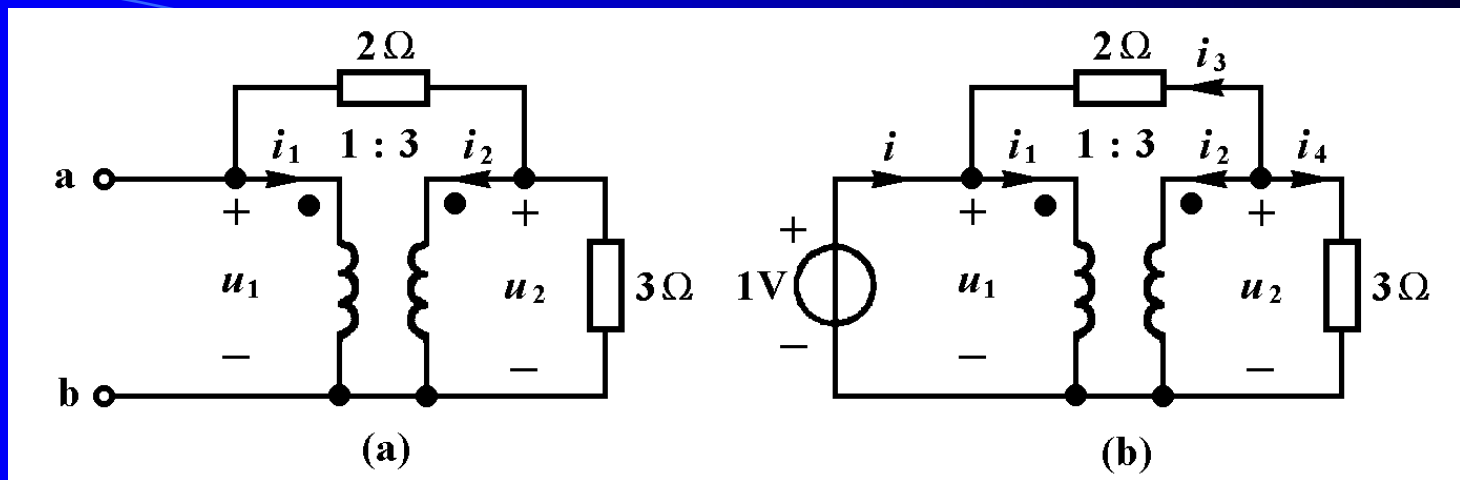 2Ω
i1 1 : 3 i2
a
+ +
u1 u2 3Ω
− −
b
(a)
2Ω i3
i i1 1 : 3 i2 i4
+ + +
1V u1 u2 3Ω
− − −
(b)